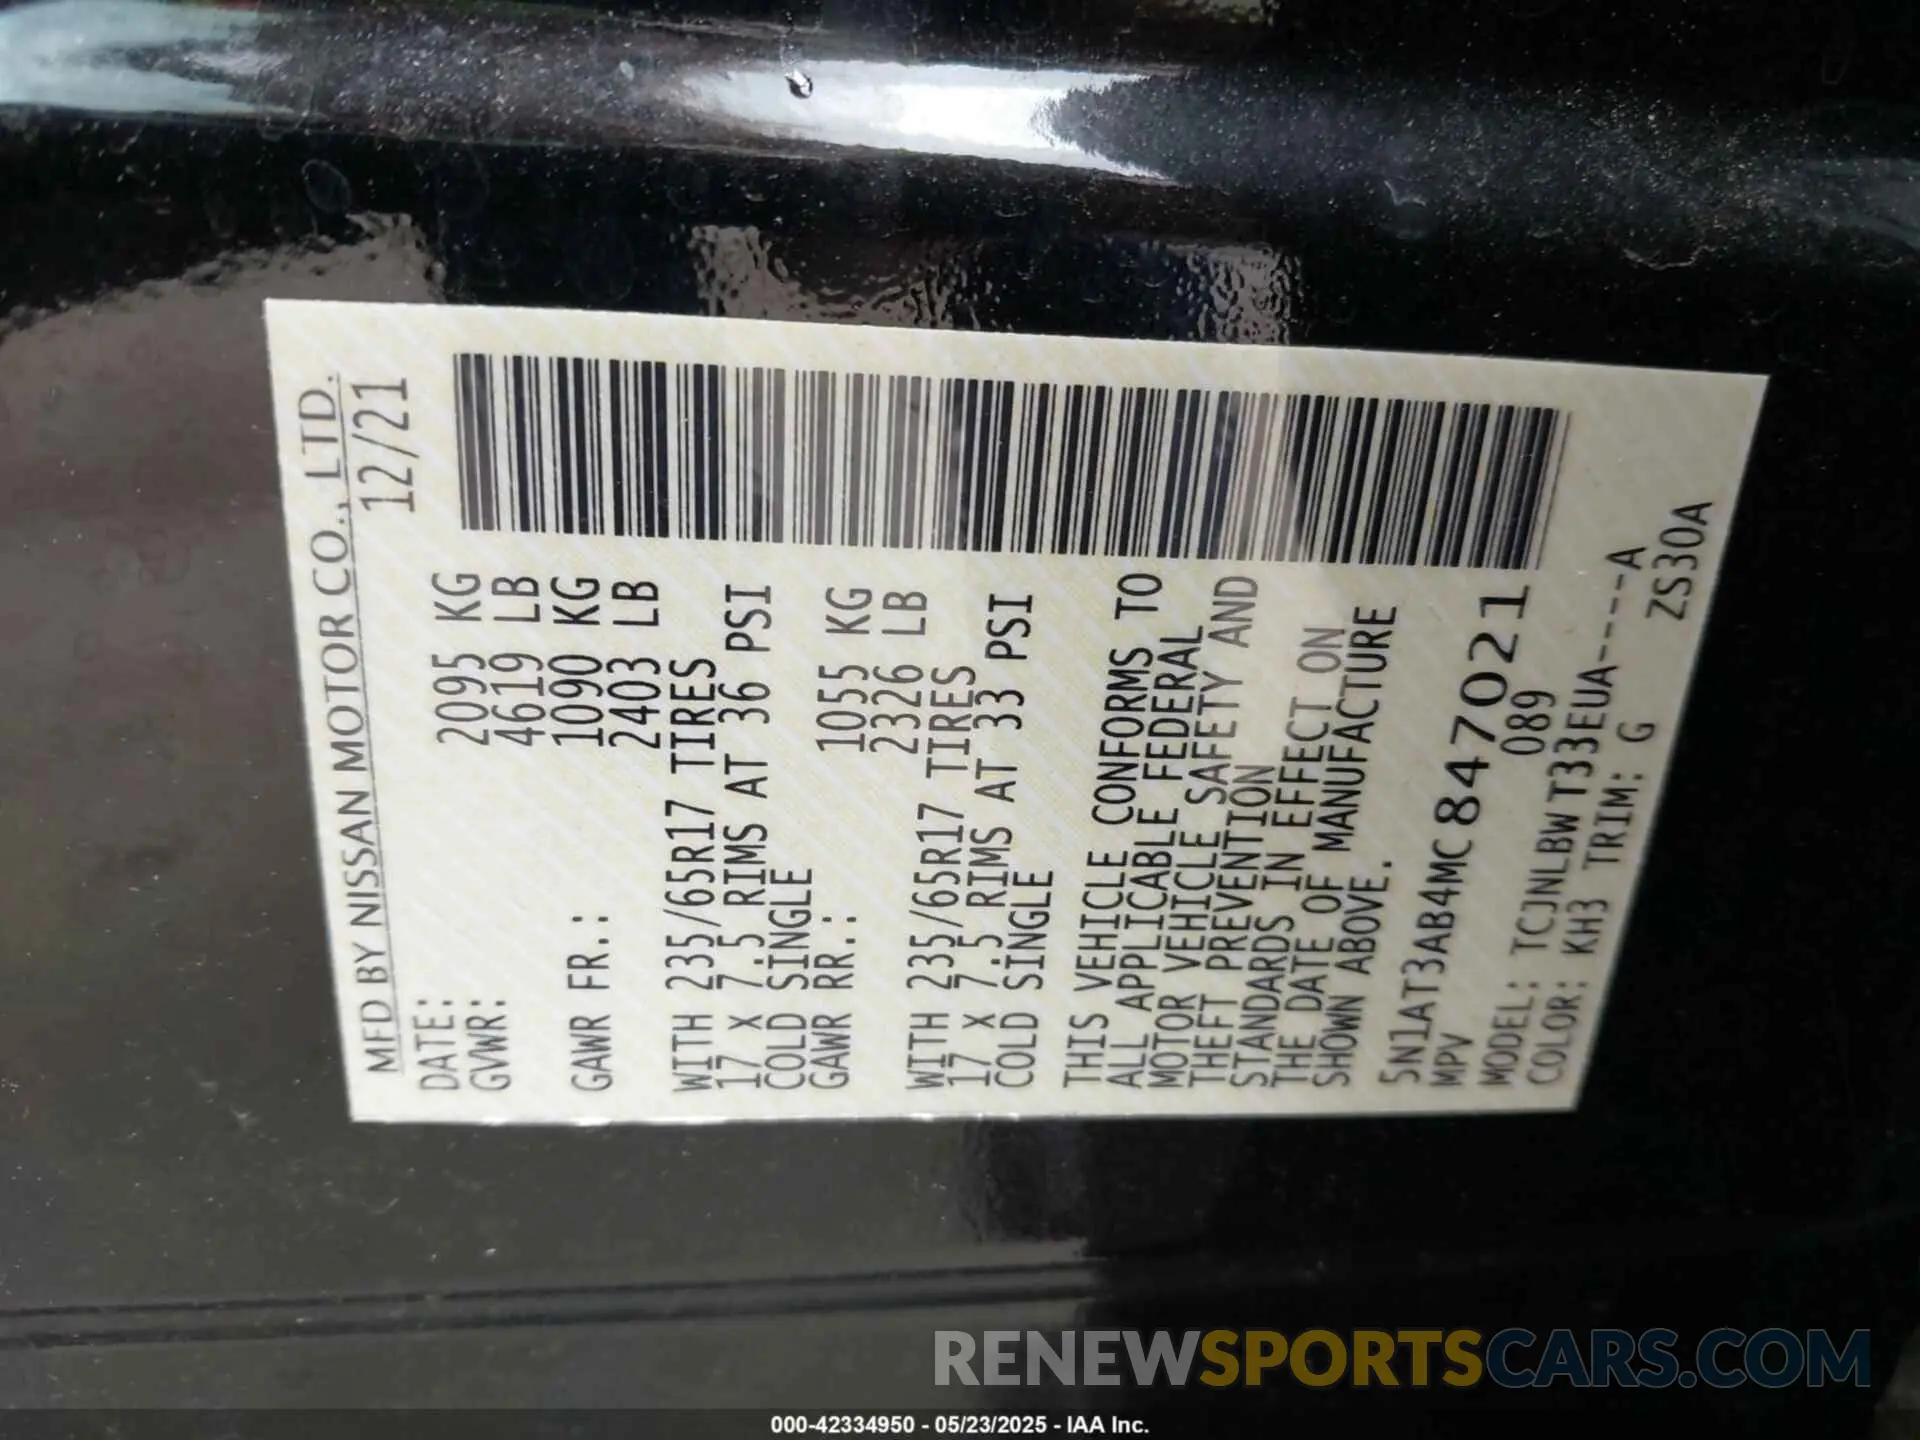 MFD BY NISSAN MOTOR CO., LTD.
DATE: 12/21
GVWR: 2095 KG
4619 LB
GAWR FR.: 1090 KG
2403 LB
WITH 235/65R17 TIRES
17 X 7.5 RIMS AT 36 PSI
COLD SINGLE
GAWR RR.: 1055 KG
2326 LB
WITH 235/65R17 TIRES
17 X 7.5 RIMS AT 33 PSI
COLD SINGLE
THIS VEHICLE CONFORMS TO
ALL APPLICABLE FEDERAL
MOTOR VEHICLE SAFETY AND
THEFT PREVENTION
STANDARDS IN EFFECT ON
THE DATE OF MANUFACTURE
SHOWN ABOVE.
5N1AT3AB4MC847021
MPV 089
MODEL: TCJNLBWT33EUA----A
COLOR: KH3 TRIM: G ZS30A
RENEWSPORTSCARS.COM
000-42334950 - 05/23/2025 - IAA Inc.